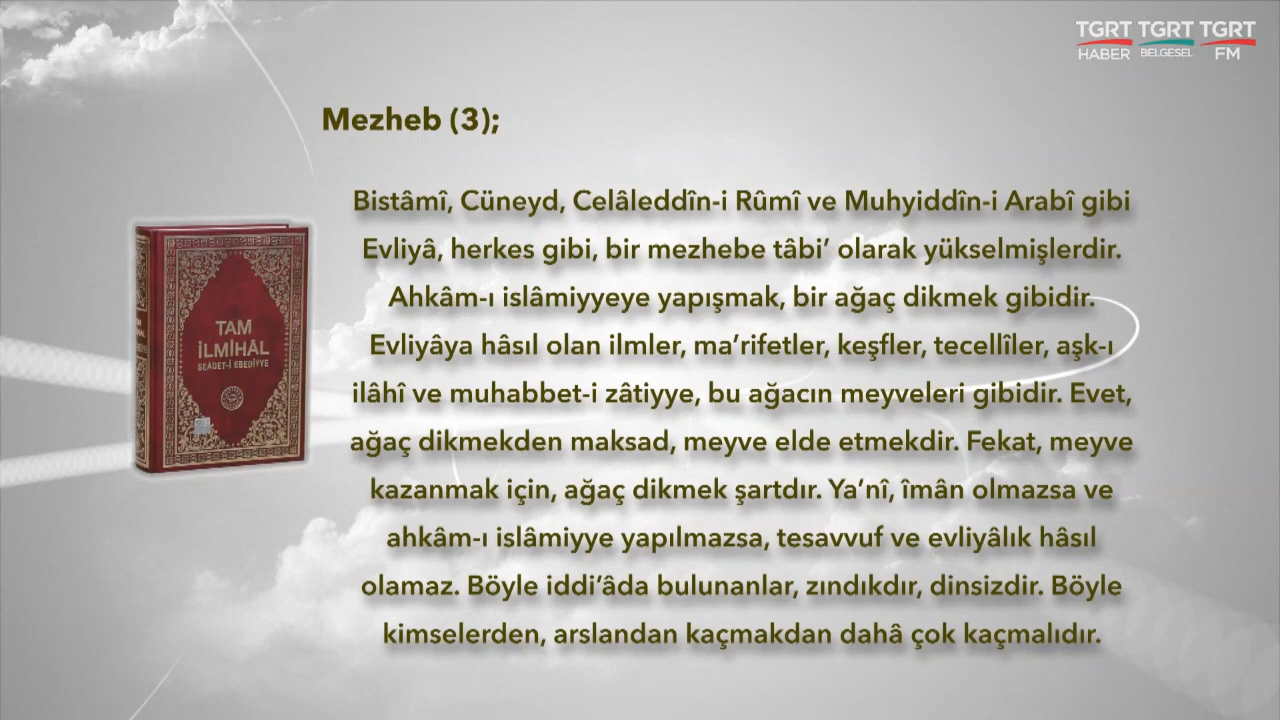 TGRT TGRT TGRT
HABER BELGESEL FM
Mezheb (3);
Bistâmî, Cüneyd, Celâleddîn-i Rûmî ve Muhyiddîn-i Arabî gibi
Evliyâ, herkes gibi, bir mezhebe tâbi’ olarak yükselmişlerdir.
Ahkâm-ı islâmiyyeye yapışmak, bir ağaç dikmek gibidir.
Evliyâya hâsıl olan ilmler, ma’rifetler, keşfler, tecellîler, aşk-ı
ilâhî ve muhabbet-i zâtiyye, bu ağacın meyveleri gibidir. Evet,
ağaç dikmekden maksad, meyve elde etmekdir. Fekat, meyve
kazanmak için, ağaç dikmek şartdır. Ya’nî, îmân olmazsa ve
ahkâm-ı islâmiyye yapılmazsa, tesavvuf ve evliyâlık hâsıl
olamaz. Böyle iddi’âda bulunanlar, zındıkdır, dinsizdir. Böyle
kimselerden, arslandan kaçmakdan dahâ çok kaçmalıdır.
TAM
İLMİHÂL
SEÂDET-İ EBEDİYYE